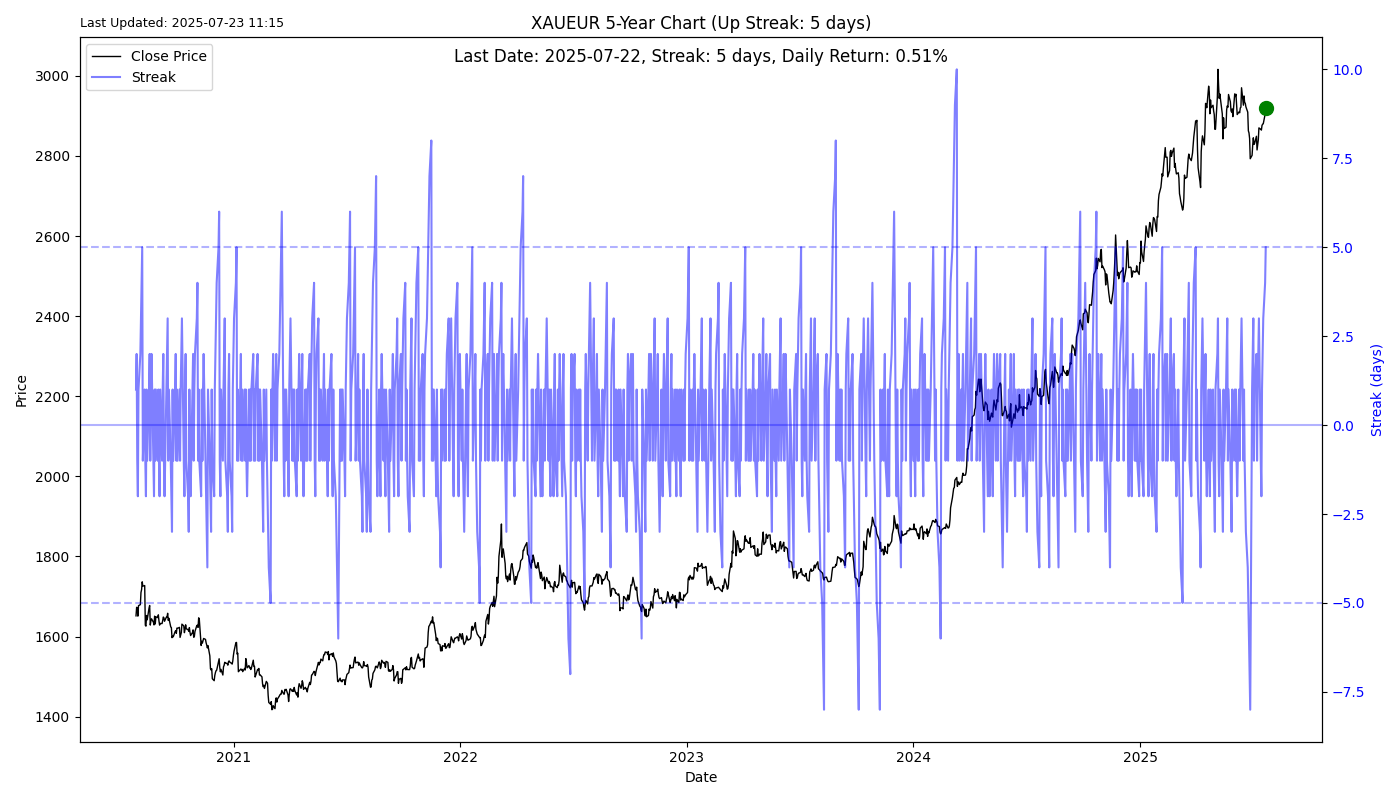 Last Updated: 2025-07-23 11:15
XAUEUR 5-Year Chart (Up Streak: 5 days)
Last Date: 2025-07-22, Streak: 5 days, Daily Return: 0.51%
Close Price
Streak
3000
2800
2600
2400
2200
2000
1800
1600
1400
Price
10.0
7.5
5.0
2.5
0.0
−2.5
−5.0
−7.5
Streak (days)
2021
2022
2023
2024
2025
Date